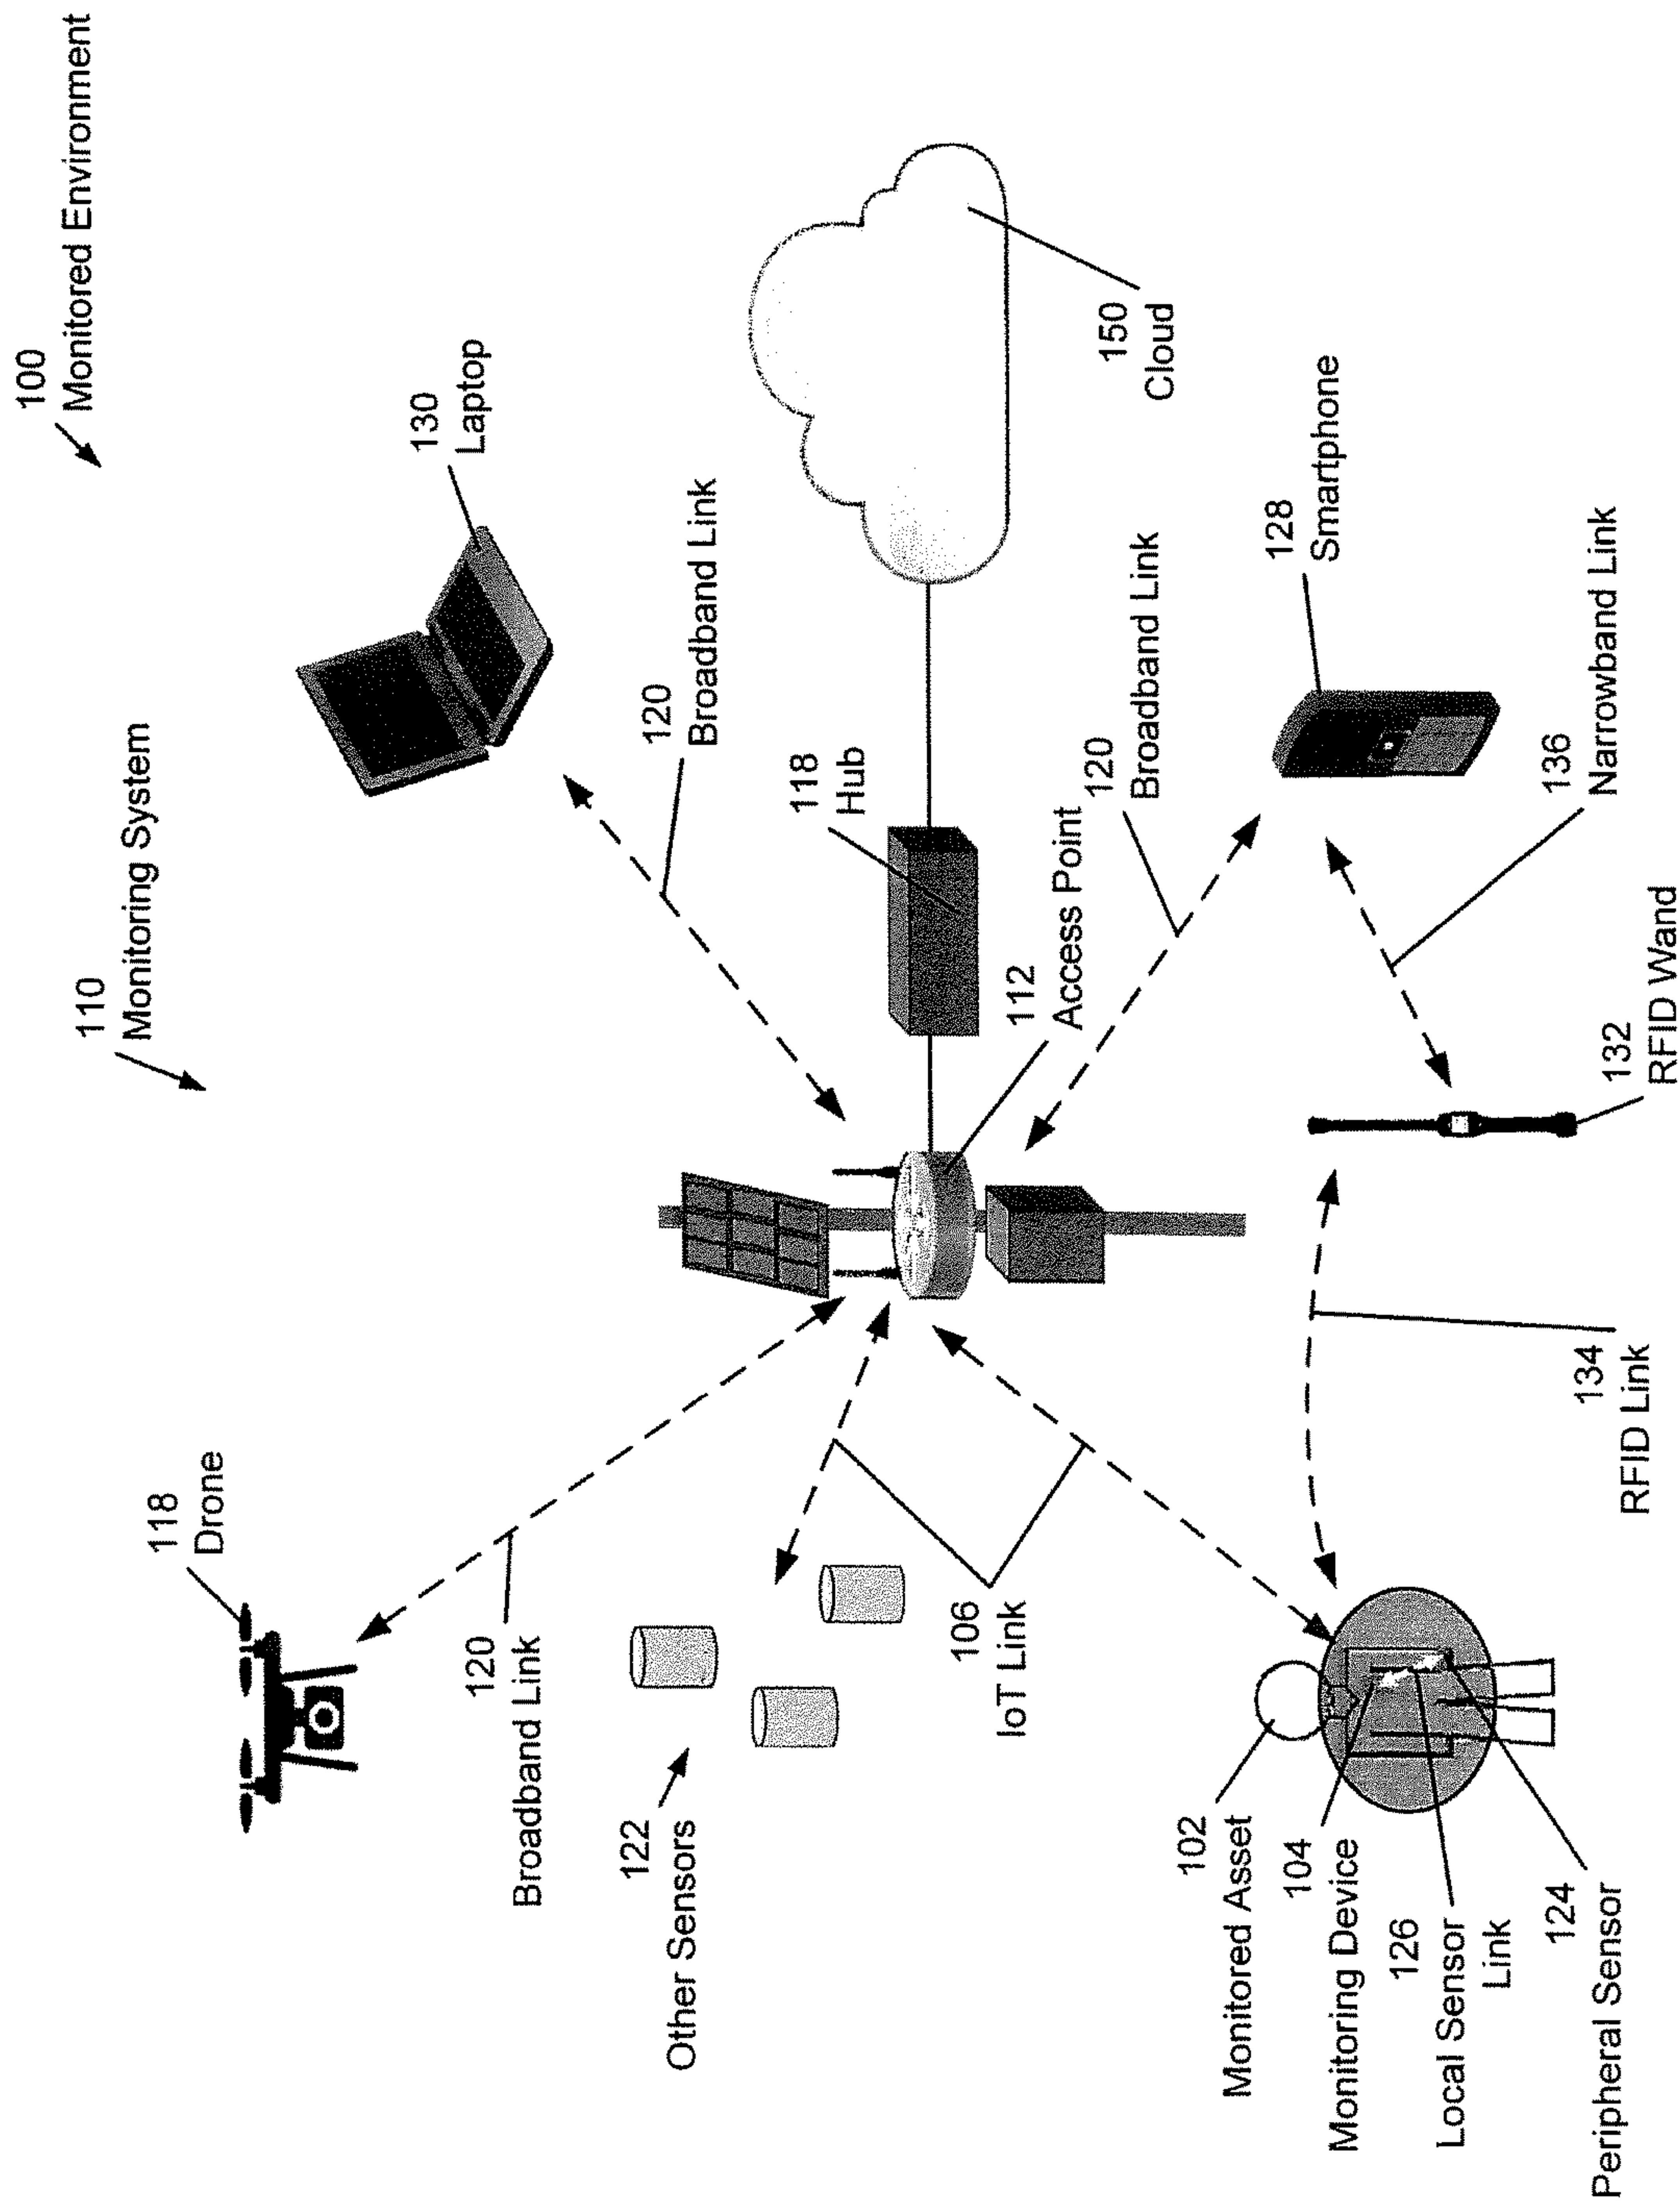 100
Monitored Environment
110
Monitoring System
118
Drone
130
Laptop
120
Broadband Link
120
Broadband Link
122
Other Sensors
118
Hub
150
Cloud
106
IoT Link
112
Access Point
120
Broadband Link
102
Monitored Asset
104
Monitoring Device
126
Local Sensor
Link
124
Peripheral Sensor
128
Smartphone
134
RFID Link
132
RFID Wand
136
Narrowband Link